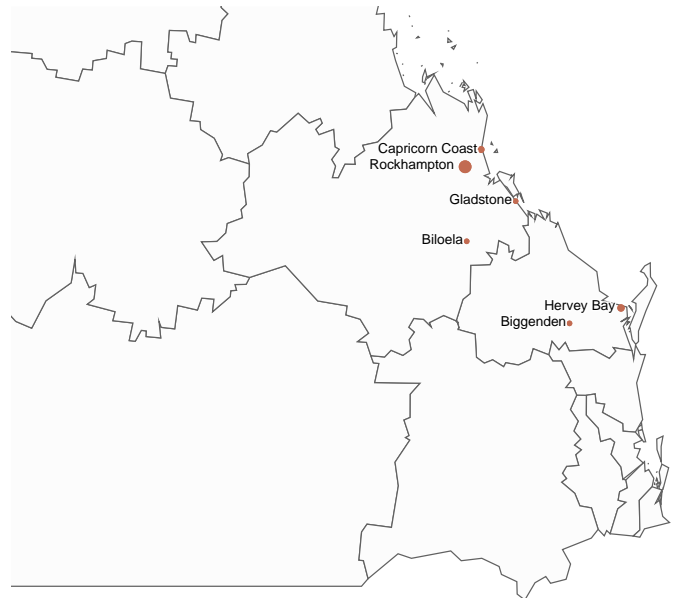 Capricorn Coast
Rockhampton
Gladstone
Biloela
Hervey Bay
Biggenden